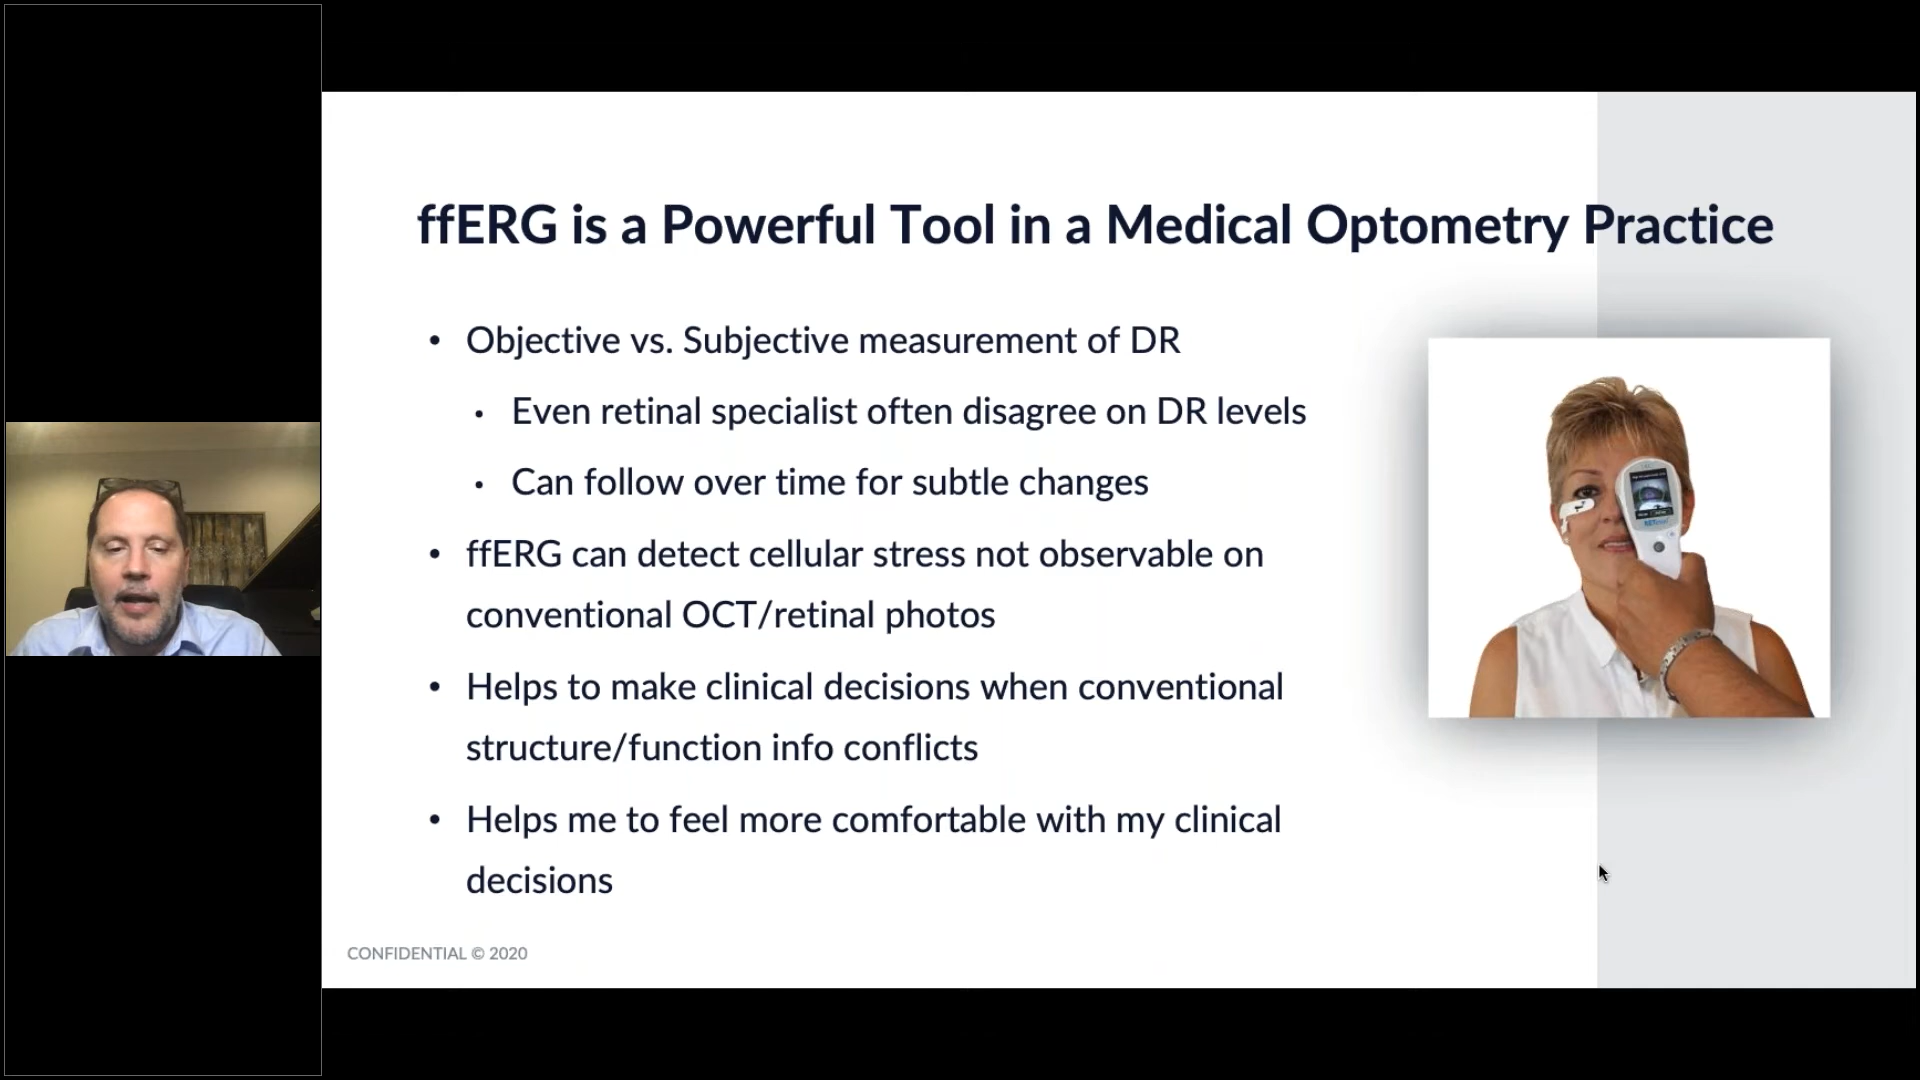 ffERG is a Powerful Tool in a Medical Optometry Practice
• Objective vs. Subjective measurement of DR
• Even retinal specialist often disagree on DR levels
• Can follow over time for subtle changes
• ffERG can detect cellular stress not observable on
conventional OCT/retinal photos
• Helps to make clinical decisions when conventional
structure/function info conflicts
• Helps me to feel more comfortable with my clinical
decisions
CONFIDENTIAL © 2020